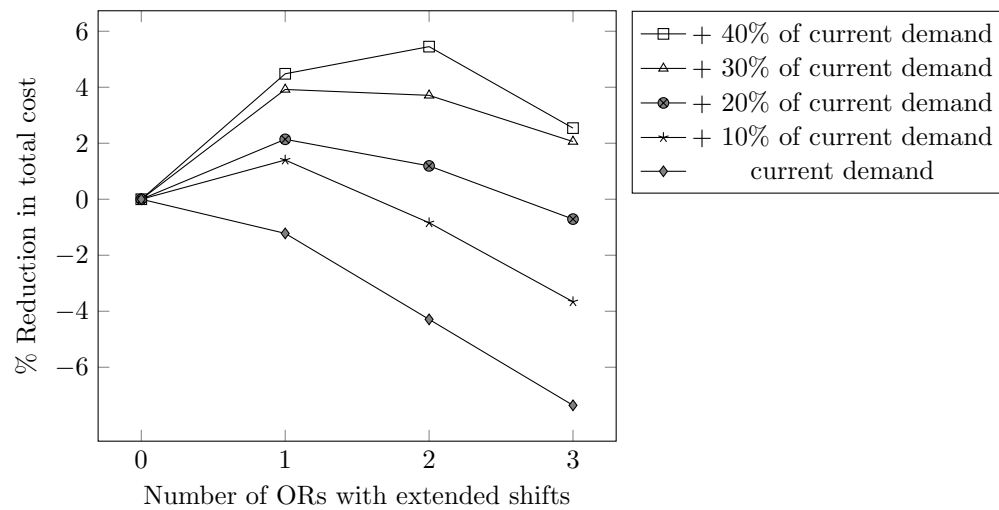 6
4
2
0
−2
−4
−6
% Reduction in total cost
0 1 2 3
Number of ORs with extended shifts
+ 40% of current demand
+ 30% of current demand
+ 20% of current demand
+ 10% of current demand
current demand